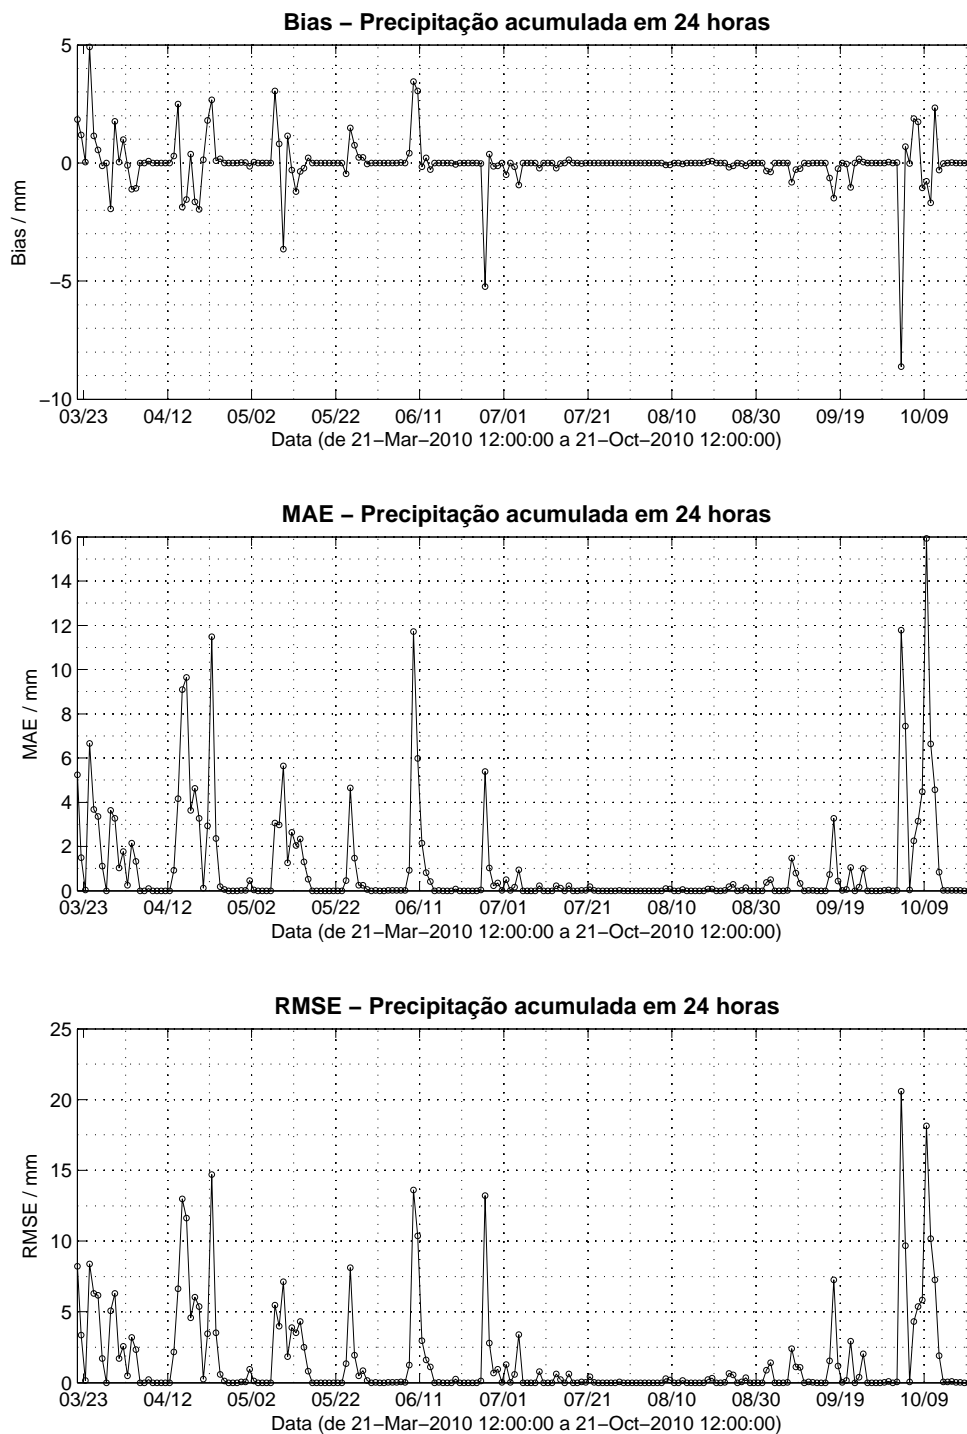 Bias – Precipitação acumulada em 24 horas
5
0
−5
−10
Bias / mm
03/23 04/12 05/02 05/22 06/11 07/01 07/21 08/10 08/30 09/19 10/09
Data (de 21−Mar−2010 12:00:00 a 21−Oct−2010 12:00:00)
MAE – Precipitação acumulada em 24 horas
16
14
12
10
8
6
4
2
0
MAE / mm
03/23 04/12 05/02 05/22 06/11 07/01 07/21 08/10 08/30 09/19 10/09
Data (de 21−Mar−2010 12:00:00 a 21−Oct−2010 12:00:00)
RMSE – Precipitação acumulada em 24 horas
25
20
15
10
5
0
RMSE / mm
03/23 04/12 05/02 05/22 06/11 07/01 07/21 08/10 08/30 09/19 10/09
Data (de 21−Mar−2010 12:00:00 a 21−Oct−2010 12:00:00)